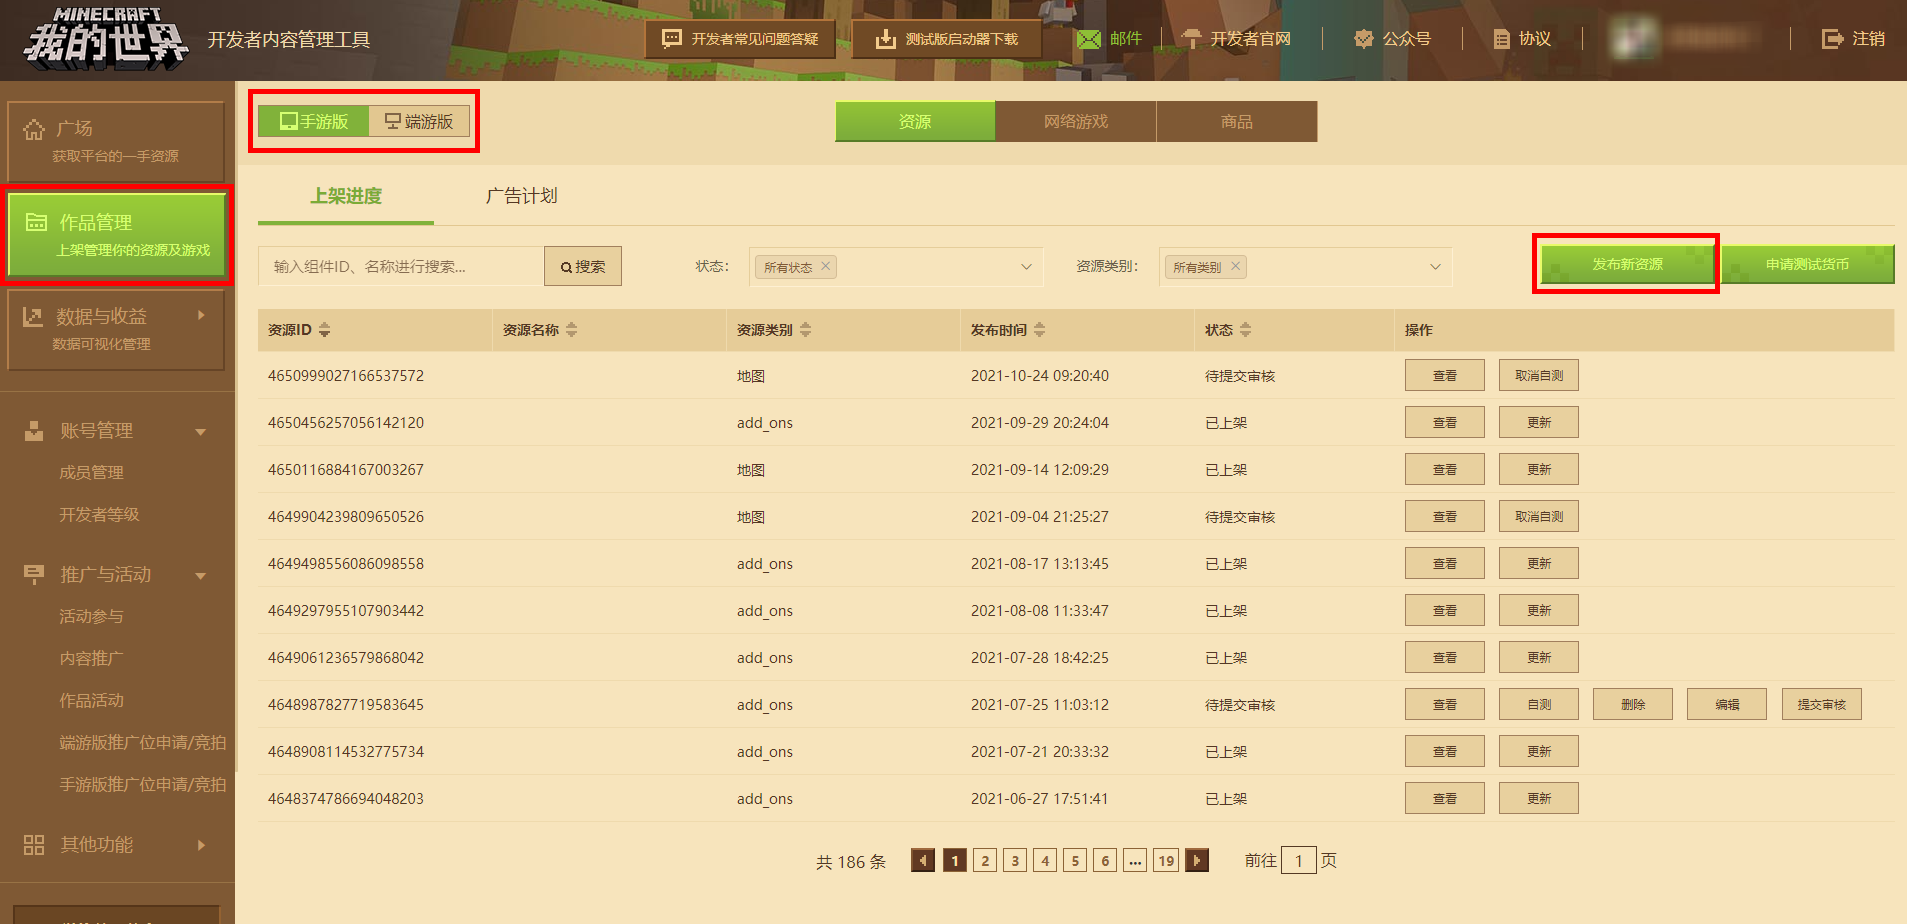 MINECRAFT
我的世界
开发者内容管理工具
开发者常见问题答疑
测试版启动器下载
邮件
开发者官网
公众号
协议
注销
广场
获取平台的一手资源
作品管理
上架管理你的资源及游戏
数据与收益
数据可视化管理
账号管理
成员管理
开发者等级
推广与活动
活动参与
内容推广
作品活动
端游版推广位申请/竞拍
手游版推广位申请/竞拍
其他功能
手游版 端游版
资源 网络游戏 商品
上架进度 广告计划
输入组件ID、名称进行搜索... 搜索 状态: 所有状态 × 资源类别: 所有类别 × 发布新资源 申请测试货币
资源ID 资源名称 资源类别 发布时间 状态 操作
4650999027166537572 地图 2021-10-24 09:20:40 待提交审核 查看 取消自测
4650456257056142120 add_ons 2021-09-29 20:24:04 已上架 查看 更新
4650116884167003267 地图 2021-09-14 12:09:29 已上架 查看 更新
4649904239809650526 地图 2021-09-04 21:25:27 待提交审核 查看 取消自测
4649498556086098558 add_ons 2021-08-17 13:13:45 已上架 查看 更新
4649297955107903442 add_ons 2021-08-08 11:33:47 已上架 查看 更新
4649061236579868042 add_ons 2021-07-28 18:42:25 已上架 查看 更新
4648987827719583645 add_ons 2021-07-25 11:03:12 待提交审核 查看 自测 删除 编辑 提交审核
4648908114532775734 add_ons 2021-07-21 20:33:32 已上架 查看 更新
4648374786694048203 add_ons 2021-06-27 17:51:41 已上架 查看 更新
共 186 条 1 2 3 4 5 6 ... 19 前往 1 页